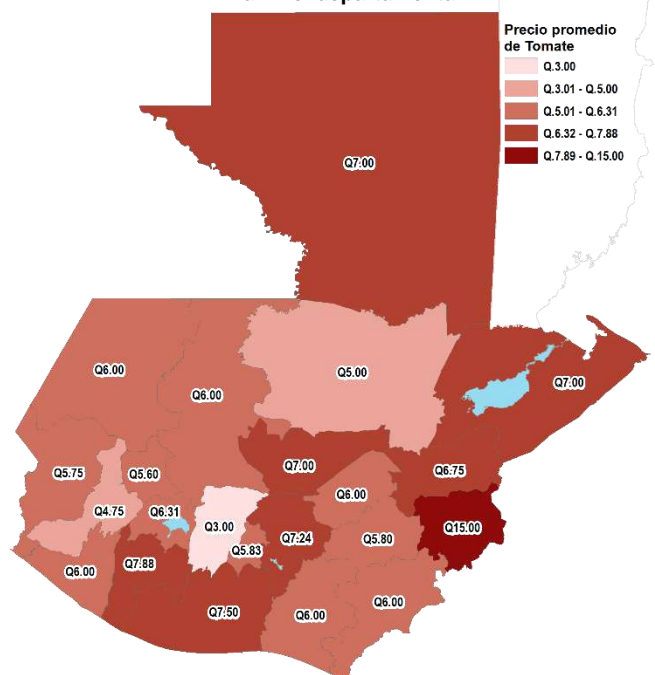 Precio promedio
de Tomate
Q.3.00
Q.3.01 - Q.5.00
Q.5.01 - Q.6.31
Q.6.32 - Q.7.88
Q.7.89 - Q.15.00
Q7.00
Q6.00
Q6.00
Q5.00
Q7.00
Q5.75
Q5.60
Q7.00
Q6.75
Q4.75
Q6.31
Q3.00
Q6.00
Q15.00
Q5.83
Q7.24
Q5.80
Q6.00
Q7.88
Q7.50
Q6.00
Q6.00